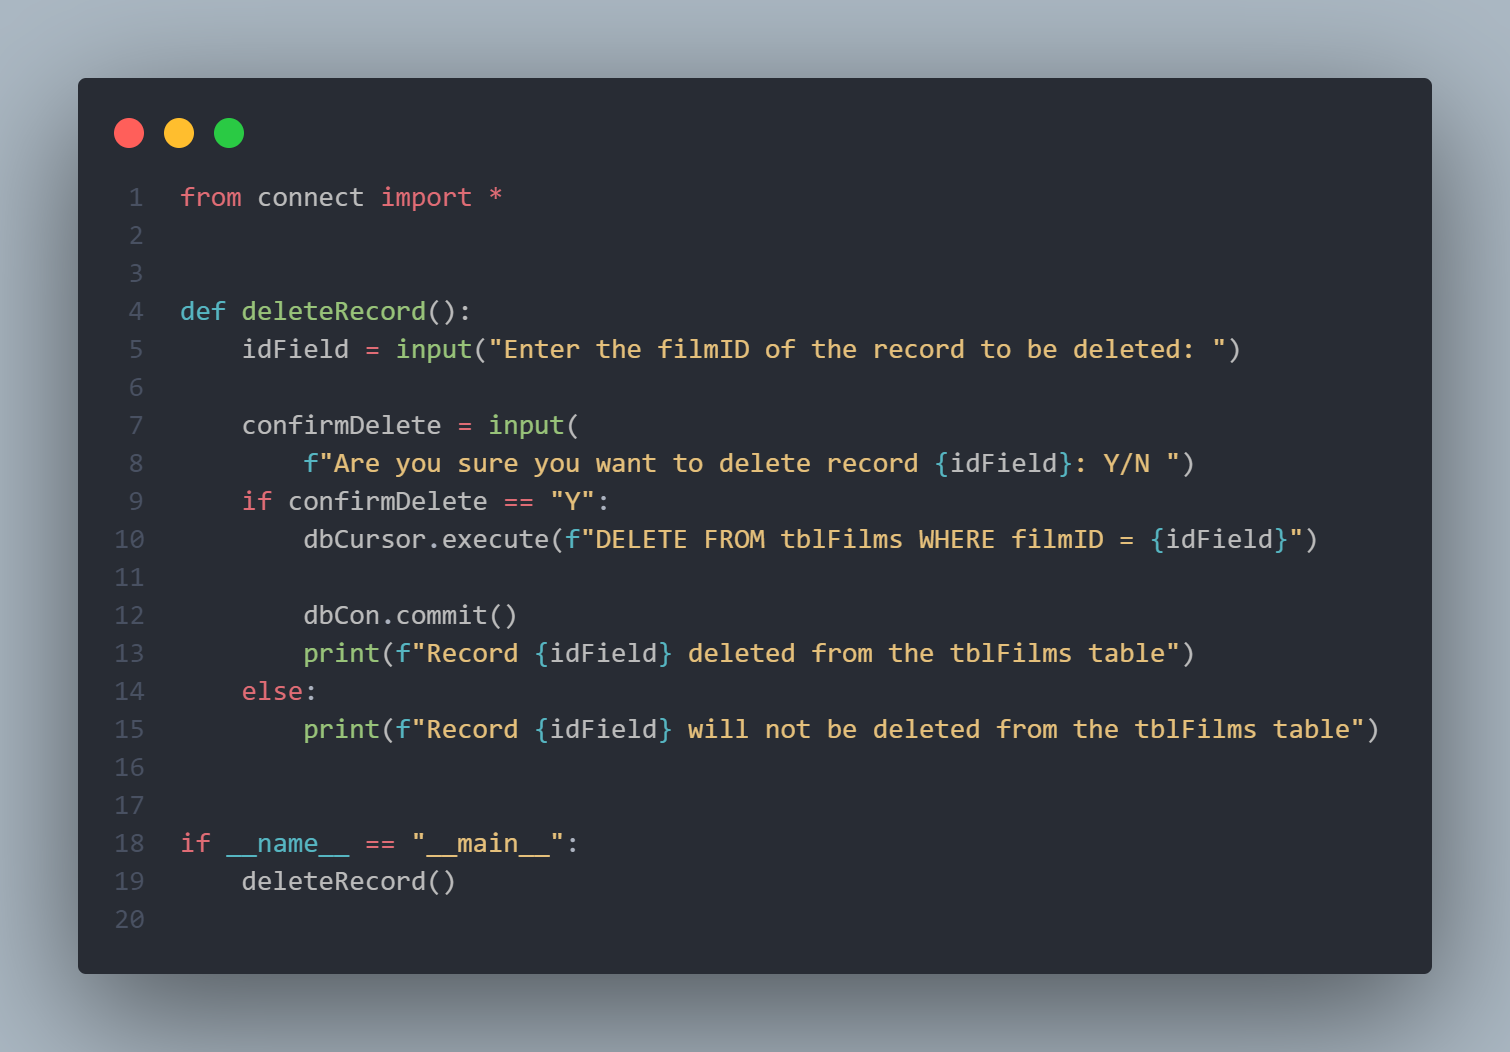 1 from connect import *
2
3
4 def deleteRecord():
5     idField = input("Enter the filmID of the record to be deleted: ")
6
7     confirmDelete = input(
8         f"Are you sure you want to delete record {idField}: Y/N ")
9     if confirmDelete == "Y":
10         dbCursor.execute(f"DELETE FROM tblFilms WHERE filmID = {idField}")
11
12         dbCon.commit()
13         print(f"Record {idField} deleted from the tblFilms table")
14     else:
15         print(f"Record {idField} will not be deleted from the tblFilms table")
16
17
18 if __name__ == "__main__":
19     deleteRecord()
20